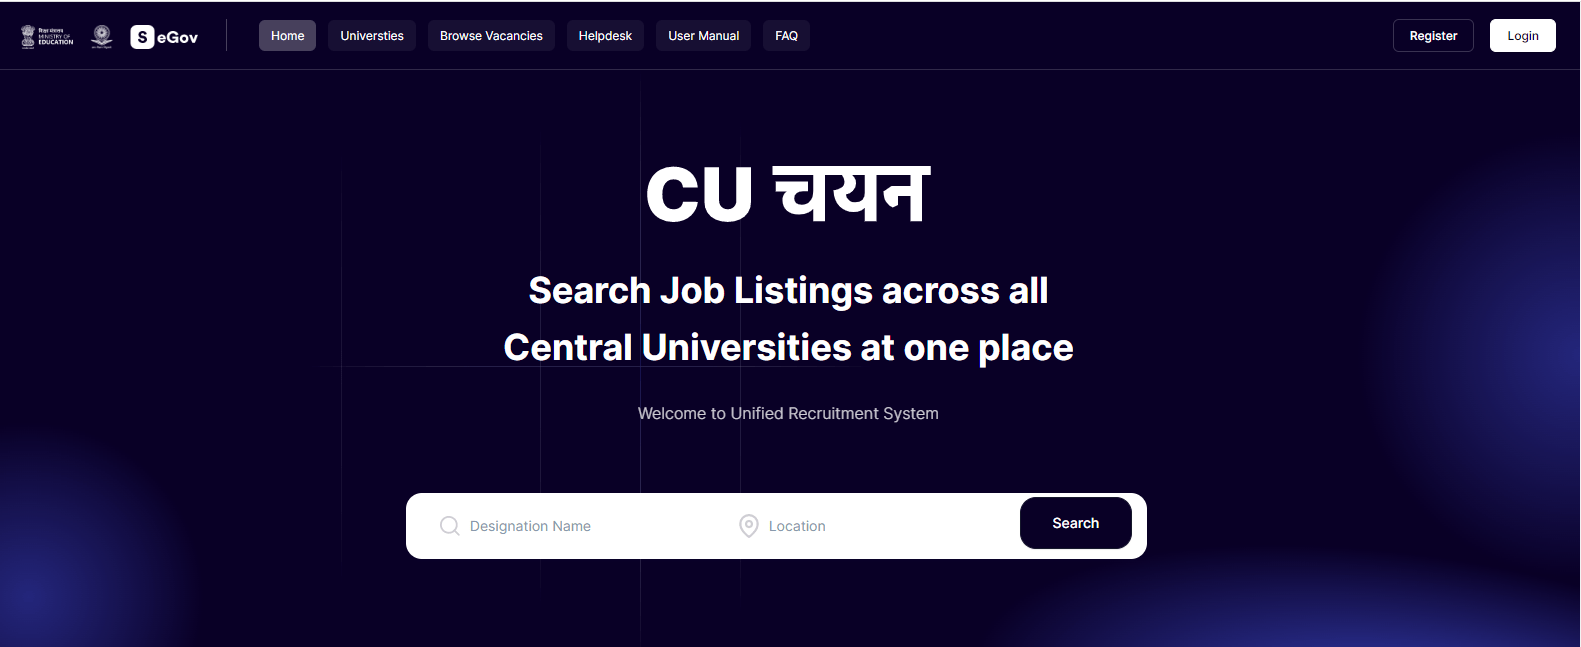 शिक्षा मंत्रालय
MINISTRY OF
EDUCATION
S eGov
Home
Universties
Browse Vacancies
Helpdesk
User Manual
FAQ
Register
Login
CU चयन
Search Job Listings across all
Central Universities at one place
Welcome to Unified Recruitment System
Designation Name
Location
Search